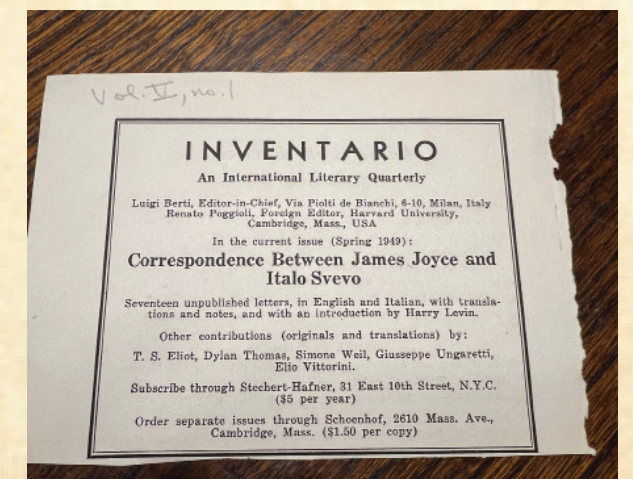 Vol. V, no. 1
INVENTARIO
An International Literary Quarterly
Luigi Berti, Editor-in-Chief, Via Piolti de Bianchi, 6-10, Milan, Italy
Renato Poggioli, Foreign Editor, Harvard University,
Cambridge, Mass., USA
In the current issue (Spring 1949):
Correspondence Between James Joyce and
Italo Svevo
Seventeen unpublished letters, in English and Italian, with transla-
tions and notes, and with an introduction by Harry Levin.
Other contributions (originals and translations) by:
T. S. Eliot, Dylan Thomas, Simone Weil, Giusseppe Ungaretti,
Elio Vittorini.
Subscribe through Stechert-Hafner, 31 East 10th Street, N.Y.C.
($5 per year)
Order separate issues through Schoenhof, 2610 Mass. Ave.,
Cambridge, Mass. ($1.50 per copy)